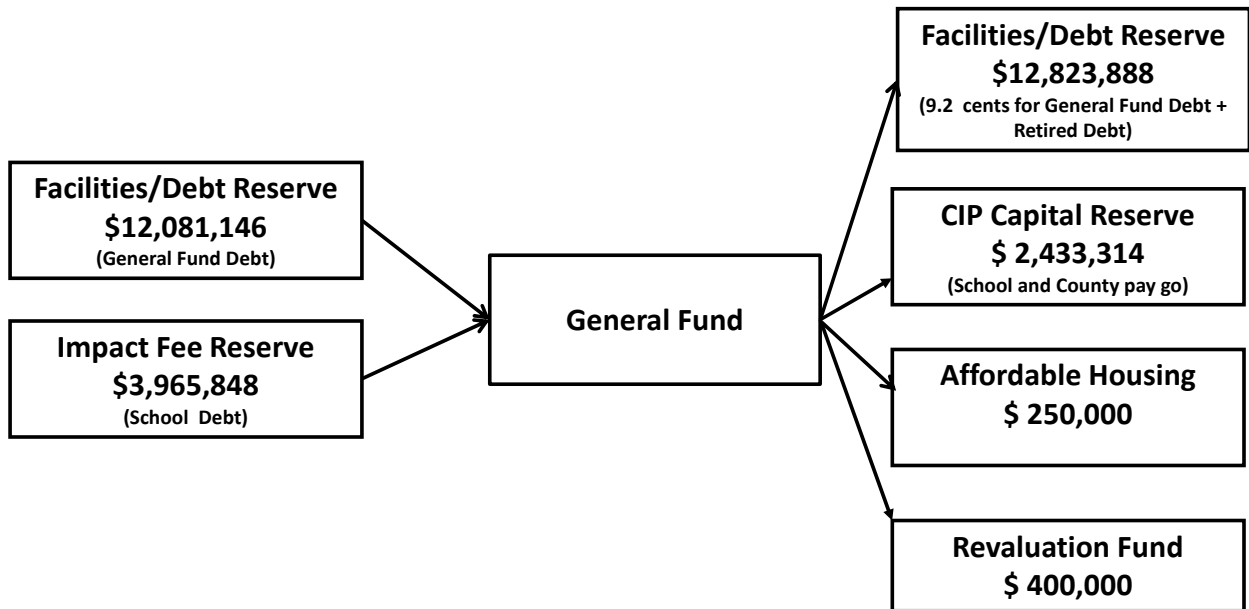 Facilities/Debt Reserve
$12,081,146
(General Fund Debt)
Impact Fee Reserve
$3,965,848
(School Debt)
General Fund
Facilities/Debt Reserve
$12,823,888
(9.2 cents for General Fund Debt +
Retired Debt)
CIP Capital Reserve
$ 2,433,314
(School and County pay go)
Affordable Housing
$ 250,000
Revaluation Fund
$ 400,000